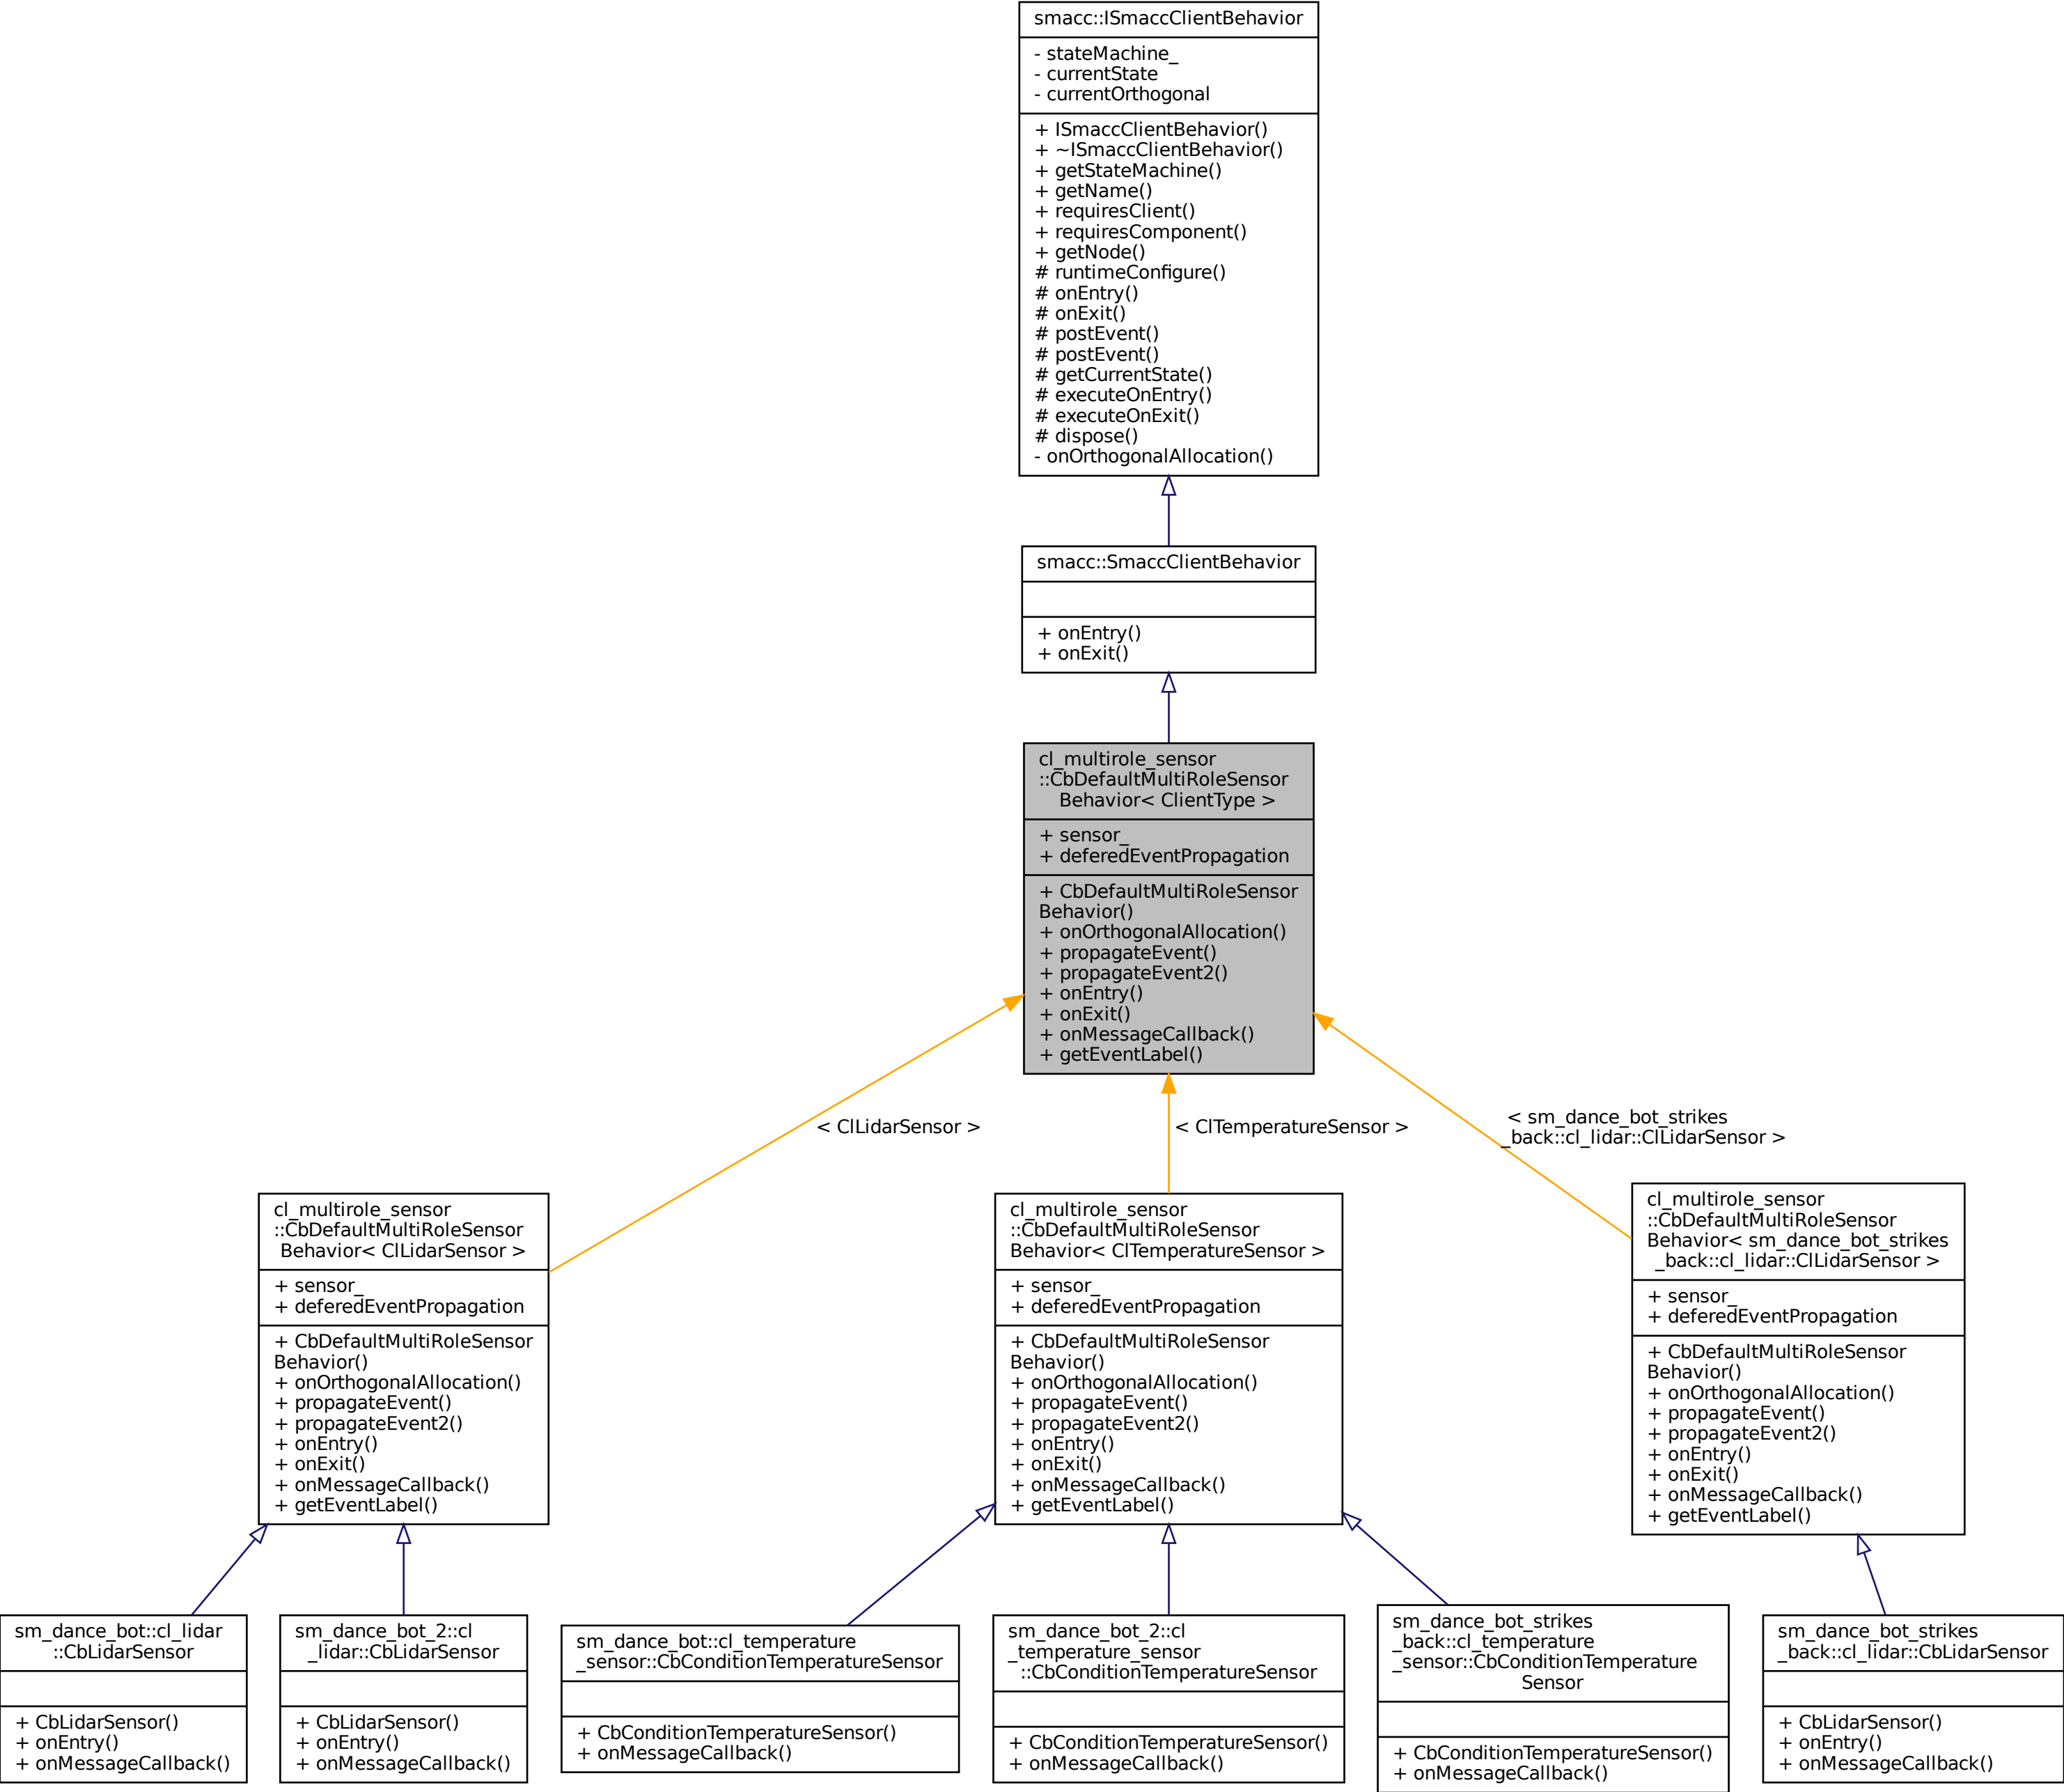 smacc::ISmaccClientBehavior
- stateMachine_
- currentState
- currentOrthogonal
+ ISmaccClientBehavior()
+ ~ISmaccClientBehavior()
+ getStateMachine()
+ getName()
+ requiresClient()
+ requiresComponent()
+ getNode()
# runtimeConfigure()
# onEntry()
# onExit()
# postEvent()
# postEvent()
# getCurrentState()
# executeOnEntry()
# executeOnExit()
# dispose()
- onOrthogonalAllocation()
smacc::SmaccClientBehavior
+ onEntry()
+ onExit()
cl_multirole_sensor
::CbDefaultMultiRoleSensor
Behavior< ClientType >
+ sensor_
+ deferedEventPropagation
+ CbDefaultMultiRoleSensor
Behavior()
+ onOrthogonalAllocation()
+ propagateEvent()
+ propagateEvent2()
+ onEntry()
+ onExit()
+ onMessageCallback()
+ getEventLabel()
< ClLidarSensor >
< ClTemperatureSensor >
< sm_dance_bot_strikes
_back::cl_lidar::ClLidarSensor >
cl_multirole_sensor
::CbDefaultMultiRoleSensor
Behavior< ClLidarSensor >
+ sensor_
+ deferedEventPropagation
+ CbDefaultMultiRoleSensor
Behavior()
+ onOrthogonalAllocation()
+ propagateEvent()
+ propagateEvent2()
+ onEntry()
+ onExit()
+ onMessageCallback()
+ getEventLabel()
cl_multirole_sensor
::CbDefaultMultiRoleSensor
Behavior< ClTemperatureSensor >
+ sensor_
+ deferedEventPropagation
+ CbDefaultMultiRoleSensor
Behavior()
+ onOrthogonalAllocation()
+ propagateEvent()
+ propagateEvent2()
+ onEntry()
+ onExit()
+ onMessageCallback()
+ getEventLabel()
cl_multirole_sensor
::CbDefaultMultiRoleSensor
Behavior< sm_dance_bot_strikes
_back::cl_lidar::ClLidarSensor >
+ sensor_
+ deferedEventPropagation
+ CbDefaultMultiRoleSensor
Behavior()
+ onOrthogonalAllocation()
+ propagateEvent()
+ propagateEvent2()
+ onEntry()
+ onExit()
+ onMessageCallback()
+ getEventLabel()
sm_dance_bot::cl_lidar
::CbLidarSensor
+ CbLidarSensor()
+ onEntry()
+ onMessageCallback()
sm_dance_bot_2::cl
_lidar::CbLidarSensor
+ CbLidarSensor()
+ onEntry()
+ onMessageCallback()
sm_dance_bot::cl_temperature
_sensor::CbConditionTemperatureSensor
+ CbConditionTemperatureSensor()
+ onMessageCallback()
sm_dance_bot_2::cl
_temperature_sensor
::CbConditionTemperatureSensor
+ CbConditionTemperatureSensor()
+ onMessageCallback()
sm_dance_bot_strikes
_back::cl_temperature
_sensor::CbConditionTemperature
Sensor
+ CbConditionTemperatureSensor()
+ onMessageCallback()
sm_dance_bot_strikes
_back::cl_lidar::CbLidarSensor
+ CbLidarSensor()
+ onEntry()
+ onMessageCallback()